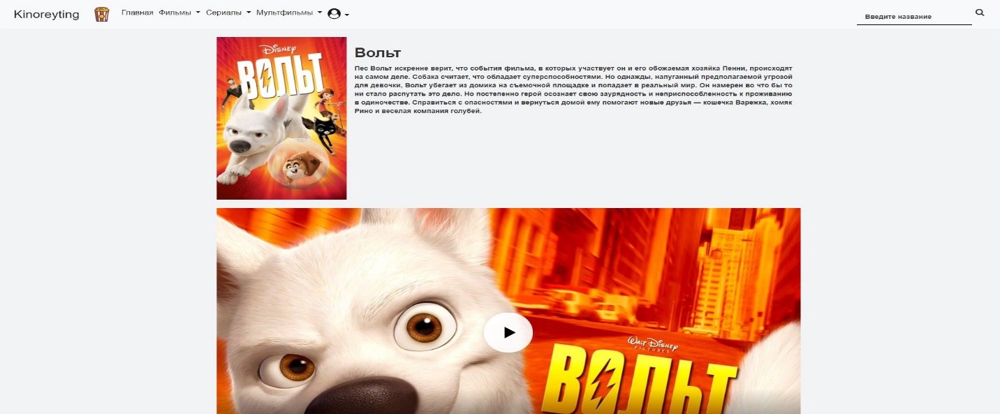 Kinoreyting
Главная Фильмы Сериалы Мультфильмы
Введите название
Disney
ВОЛЬТ
Вольт
Пес Вольт искренне верит, что события фильма, в которых участвует он и его обожаемая хозяйка Пенни, происходят
на самом деле. Собака считает, что обладает суперспособностями. Но однажды, напуганный предполагаемой угрозой
для девочки, Вольт убегает из домика на съемочной площадке и попадает в реальный мир. Он намерен во что бы то
ни стало распутать это дело. Но постепенно герой осознает свою заурядность и неприспособленность к проживанию
в одиночестве. Справиться с опасностями и вернуться домой ему помогают новые друзья — кошечка Варежка, хомяк
Рино и веселая компания голубей.
WALT DISNEY
PICTURES
ВОЛЬТ